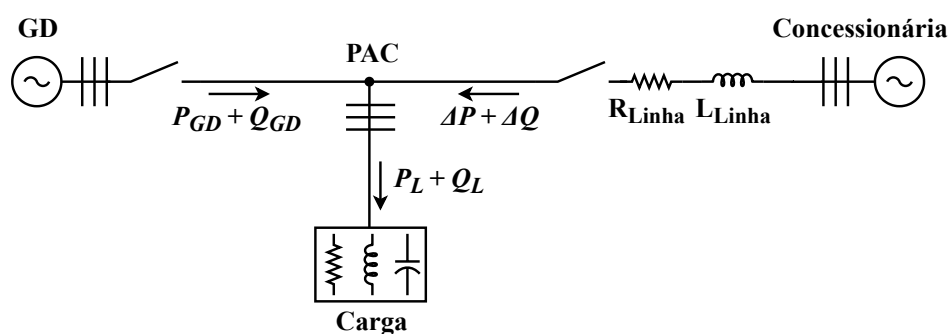 GD
Concessionária
PAC
P_GD + Q_GD
ΔP + ΔQ
R_Linha L_Linha
P_L + Q_L
Carga